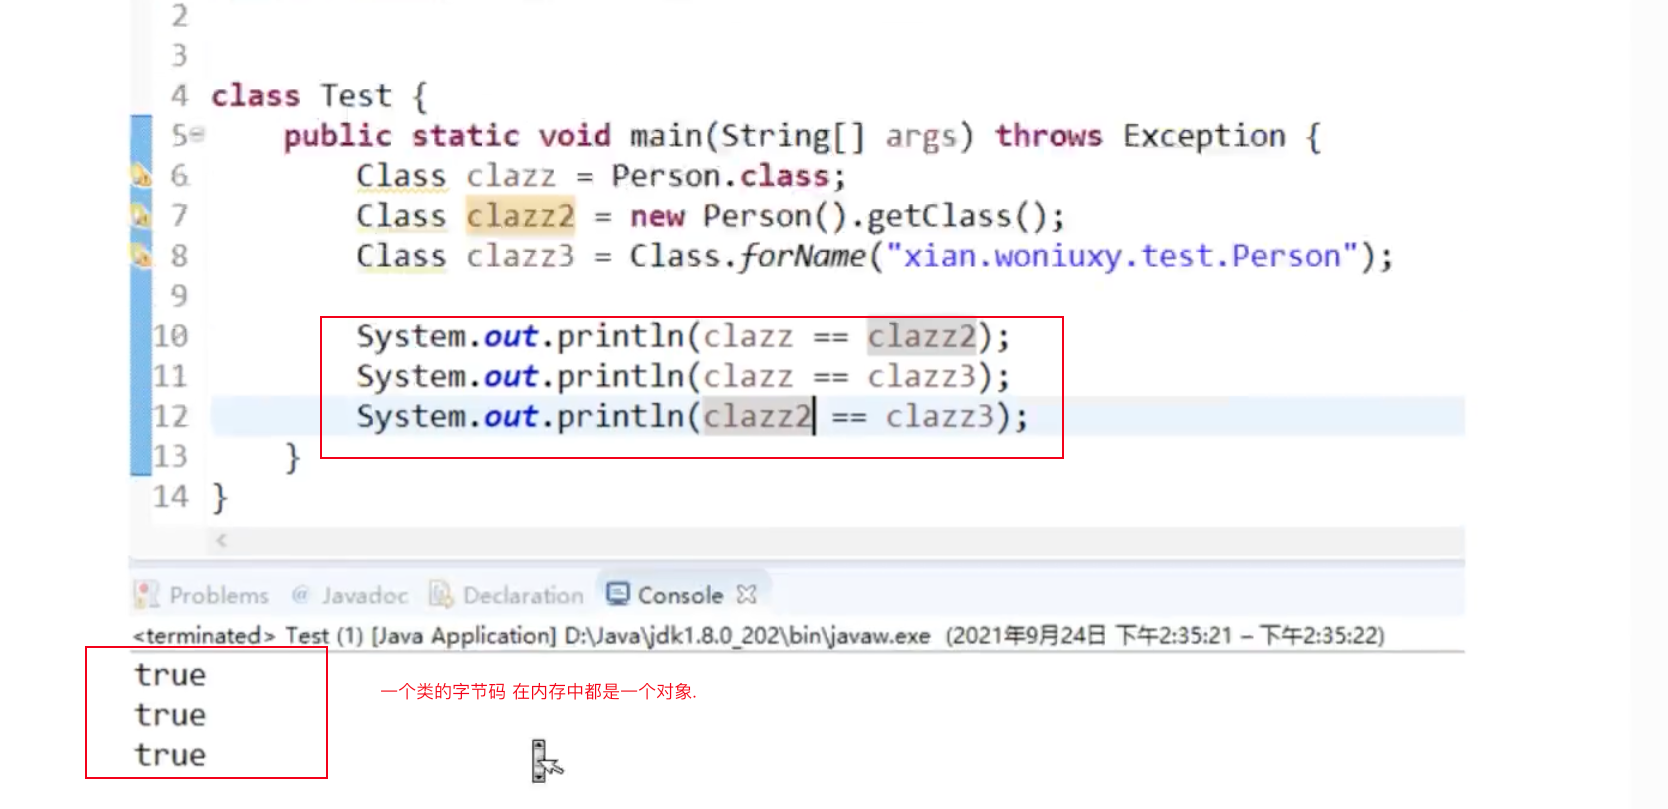 2
3
4 class Test {
5 public static void main(String[] args) throws Exception {
6 Class clazz = Person.class;
7 Class clazz2 = new Person().getClass();
8 Class clazz3 = Class.forName("xian.woniuxy.test.Person");
9
10 System.out.println(clazz == clazz2);
11 System.out.println(clazz == clazz3);
12 System.out.println(clazz2 == clazz3);
13 }
14 }
Problems @ Javadoc Declaration Console
<terminated> Test (1) [Java Application] D:\Java\jdk1.8.0_202\bin\javaw.exe (2021年9月24日 下午2:35:21 – 下午2:35:22)
true
一个类的字节码 在内存中都是一个对象.
true
true